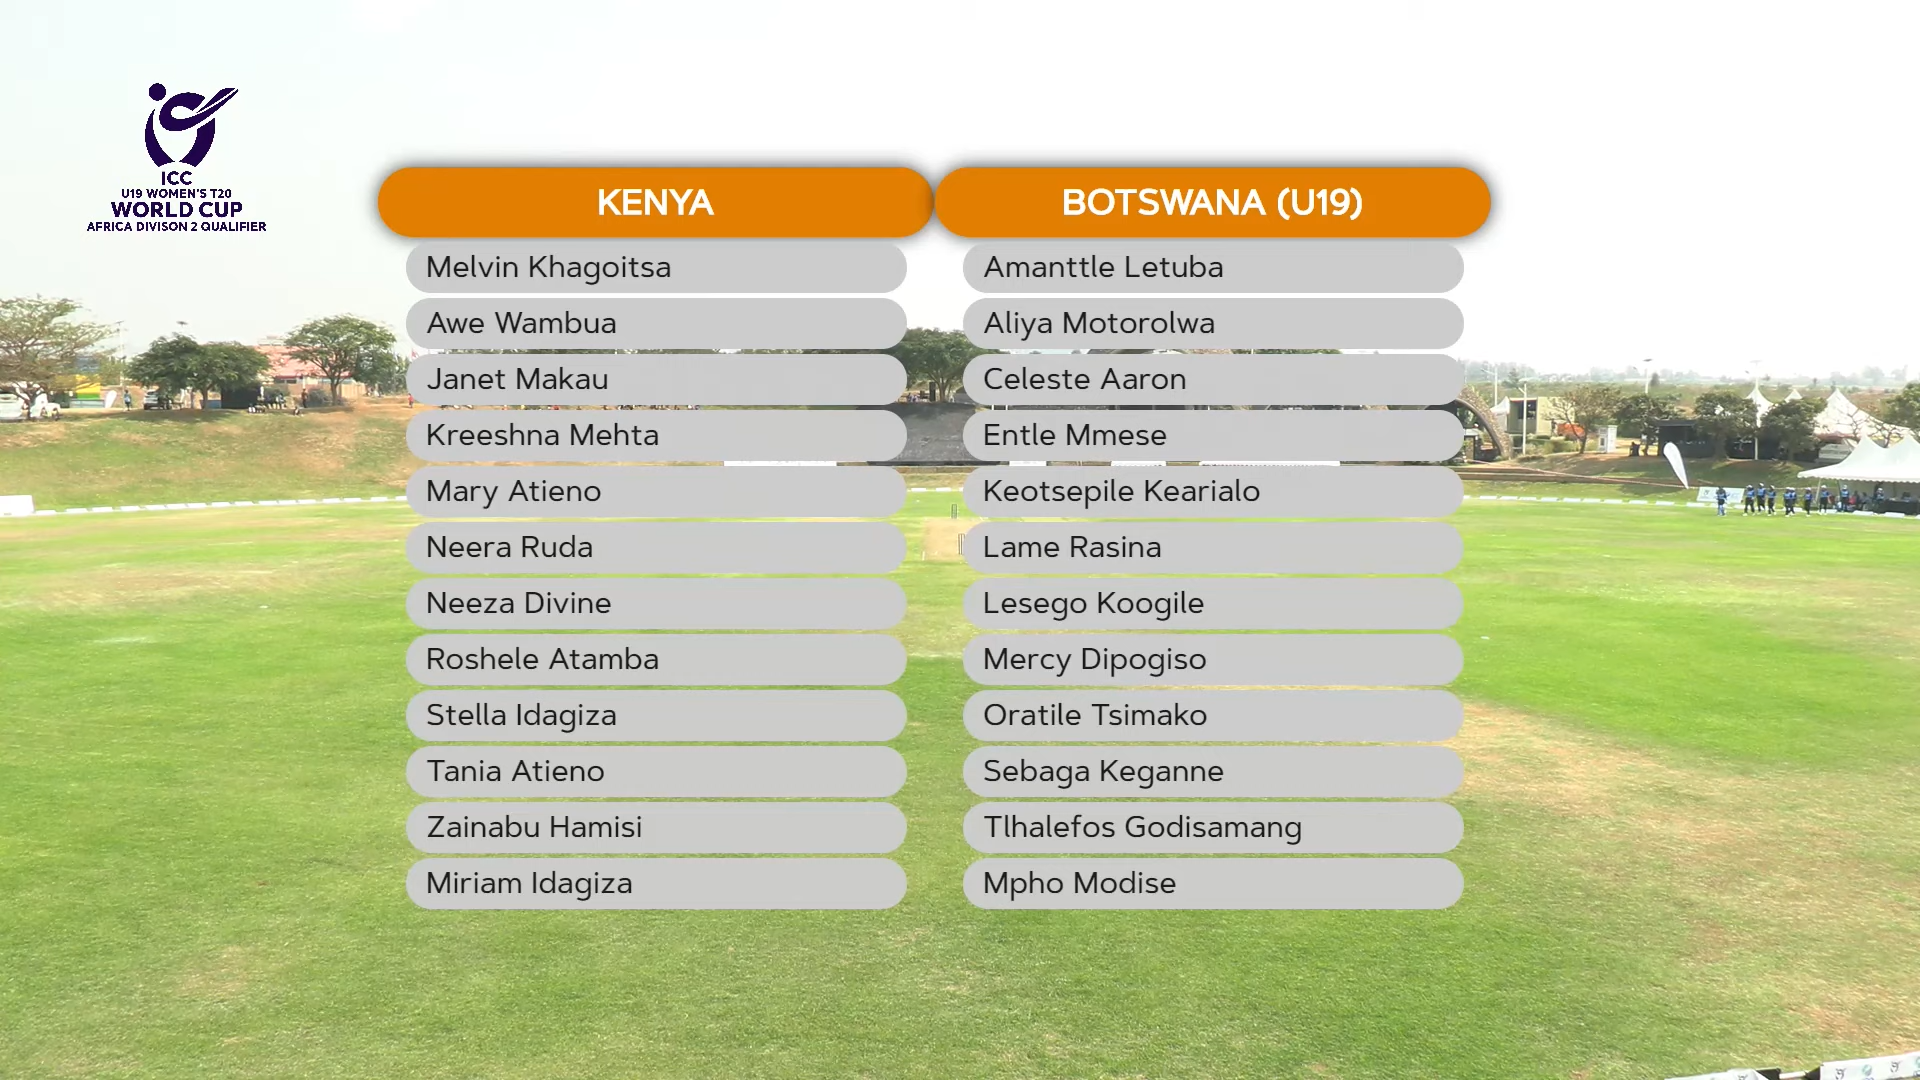 ICC
U19 WOMEN'S T20
WORLD CUP
AFRICA DIVISON 2 QUALIFIER
KENYA
Melvin Khagoitsa
Awe Wambua
Janet Makau
Kreeshna Mehta
Mary Atieno
Neera Ruda
Neeza Divine
Roshele Atamba
Stella Idagiza
Tania Atieno
Zainabu Hamisi
Miriam Idagiza
BOTSWANA (U19)
Amanttle Letuba
Aliya Motorolwa
Celeste Aaron
Entle Mmese
Keotsepile Kearialo
Lame Rasina
Lesego Koogile
Mercy Dipogiso
Oratile Tsimako
Sebaga Keganne
Tlhalefos Godisamang
Mpho Modise